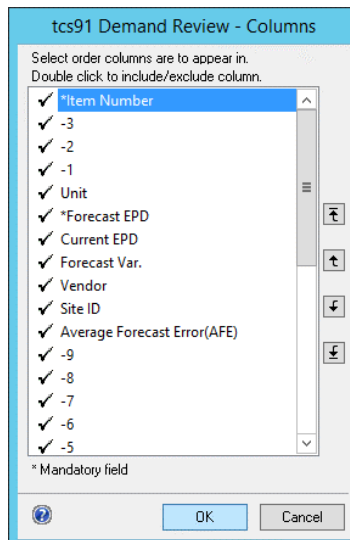 tcs91 Demand Review - Columns
Select order columns are to appear in.
Double click to include/exclude column.
*Item Number
-3
-2
-1
Unit
*Forecast EPD
Current EPD
Forecast Var.
Vendor
Site ID
Average Forecast Error(AFE)
-9
-8
-7
-6
-5
* Mandatory field
OK
Cancel